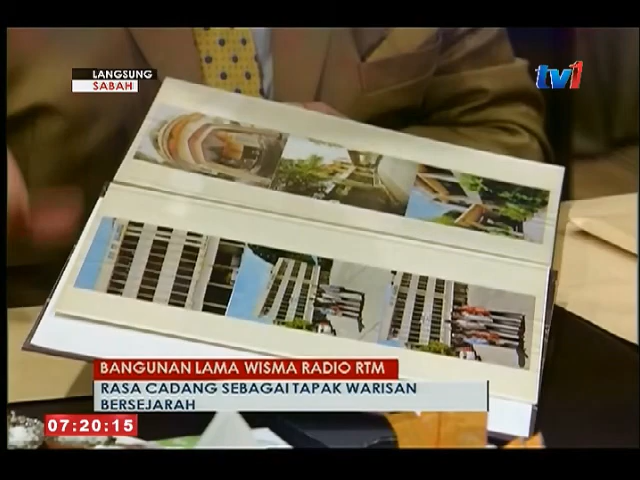 LANGSUNG
SABAH
tv1
BANGUNAN LAMA WISMA RADIO RTM
RASA CADANG SEBAGAI TAPAK WARISAN
BERSEJARAH
07:20:15